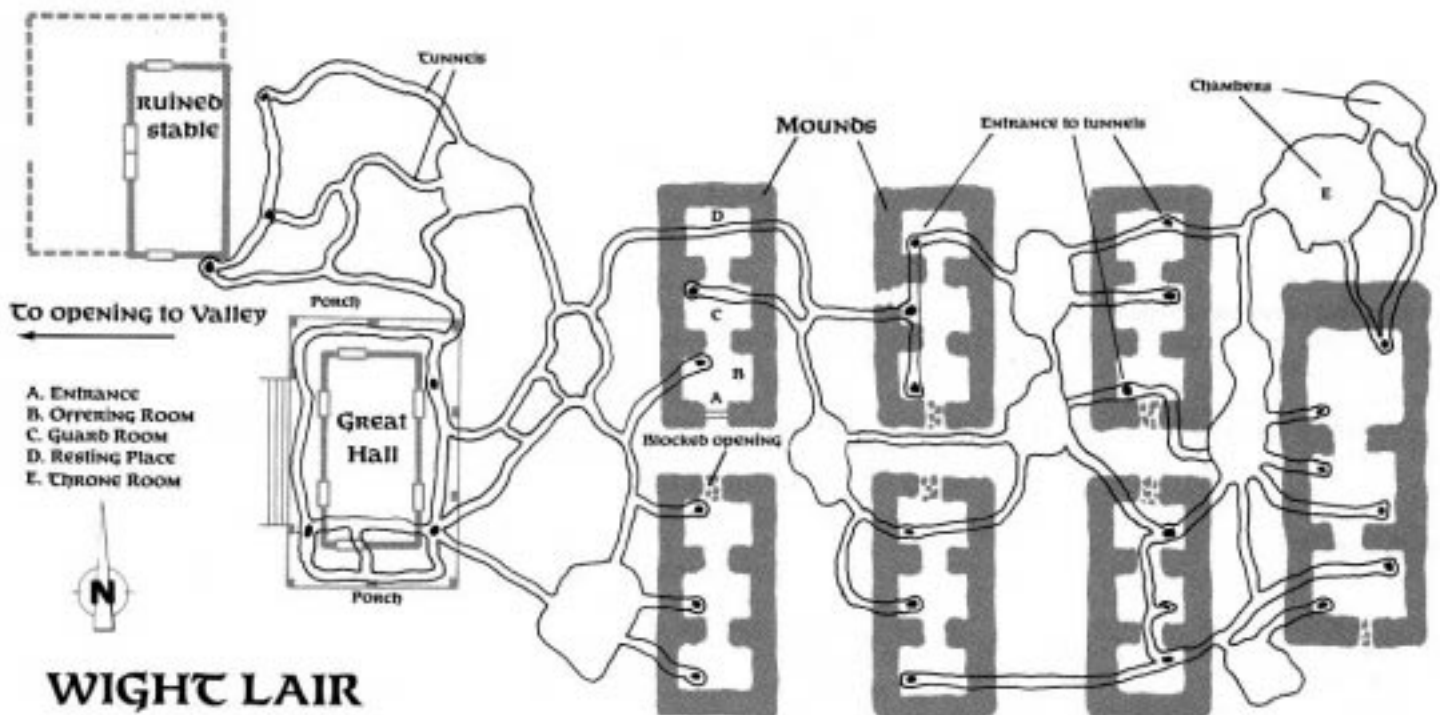 Tunnels
Ruined
stable
Chambers
Mounds
Entrance to tunnels
D
E
Porch
To opening to Valley
C
B
A
A. Entrance
B. Offering Room
C. Guard Room
D. Resting Place
E. Throne Room
Great
Hall
Blocked opening
N
Porch
WIGHT LAIR